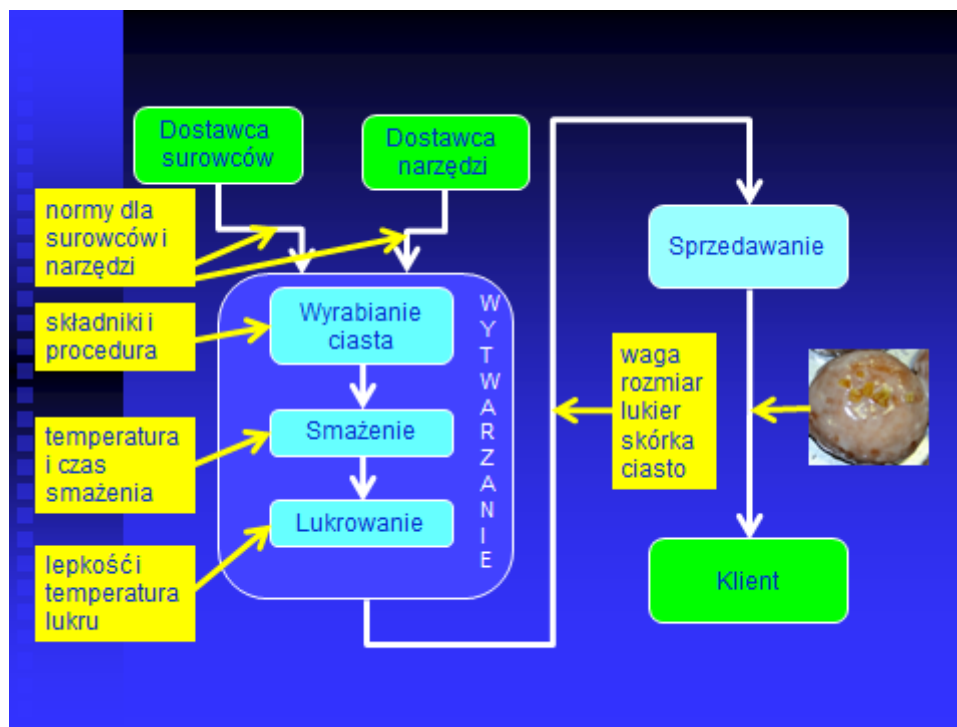 Dostawca
surowców
Dostawca
narzędzi
normy dla
surowców i
narzędzi
składniki i
procedura
temperatura
i czas
smażenia
lepkość i
temperatura
lukru
Wyrabianie
ciasta
Smażenie
Lukrowanie
WYTWARZANIE
Sprzedawanie
waga
rozmiar
lukier
skórka
ciasto
Klient